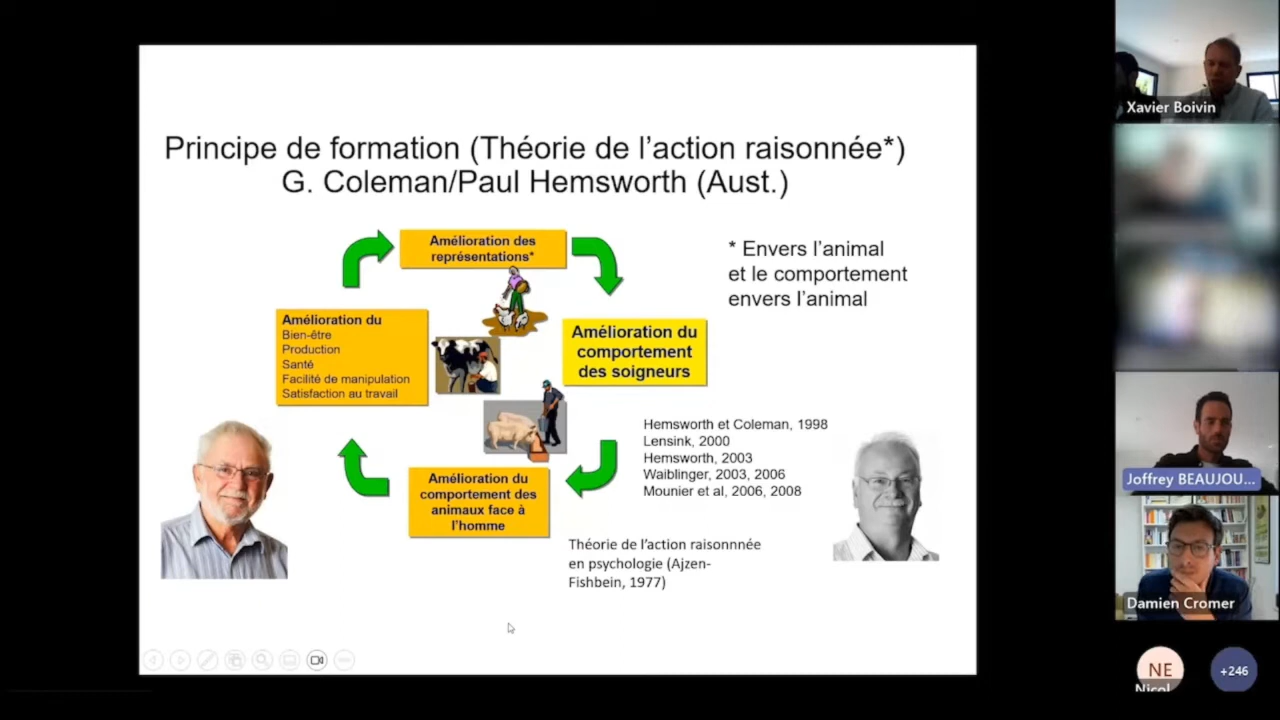 Principe de formation (Théorie de l'action raisonnée*)
G. Coleman/Paul Hemsworth (Aust.)
Amélioration des
représentations*
* Envers l'animal
et le comportement
envers l'animal
Amélioration du
Bien-être
Production
Santé
Facilité de manipulation
Satisfaction au travail
Amélioration du
comportement
des soigneurs
Hemsworth et Coleman, 1998
Lensink, 2000
Hemsworth, 2003
Waiblinger, 2003, 2006
Mounier et al, 2006, 2008
Amélioration du
comportement des
animaux face à
l'homme
Théorie de l'action raisonnnée
en psychologie (Ajzen-
Fishbein, 1977)
Xavier Boivin
Joffrey BEAUJOU...
Damien Cromer
NE
Nicol
+246